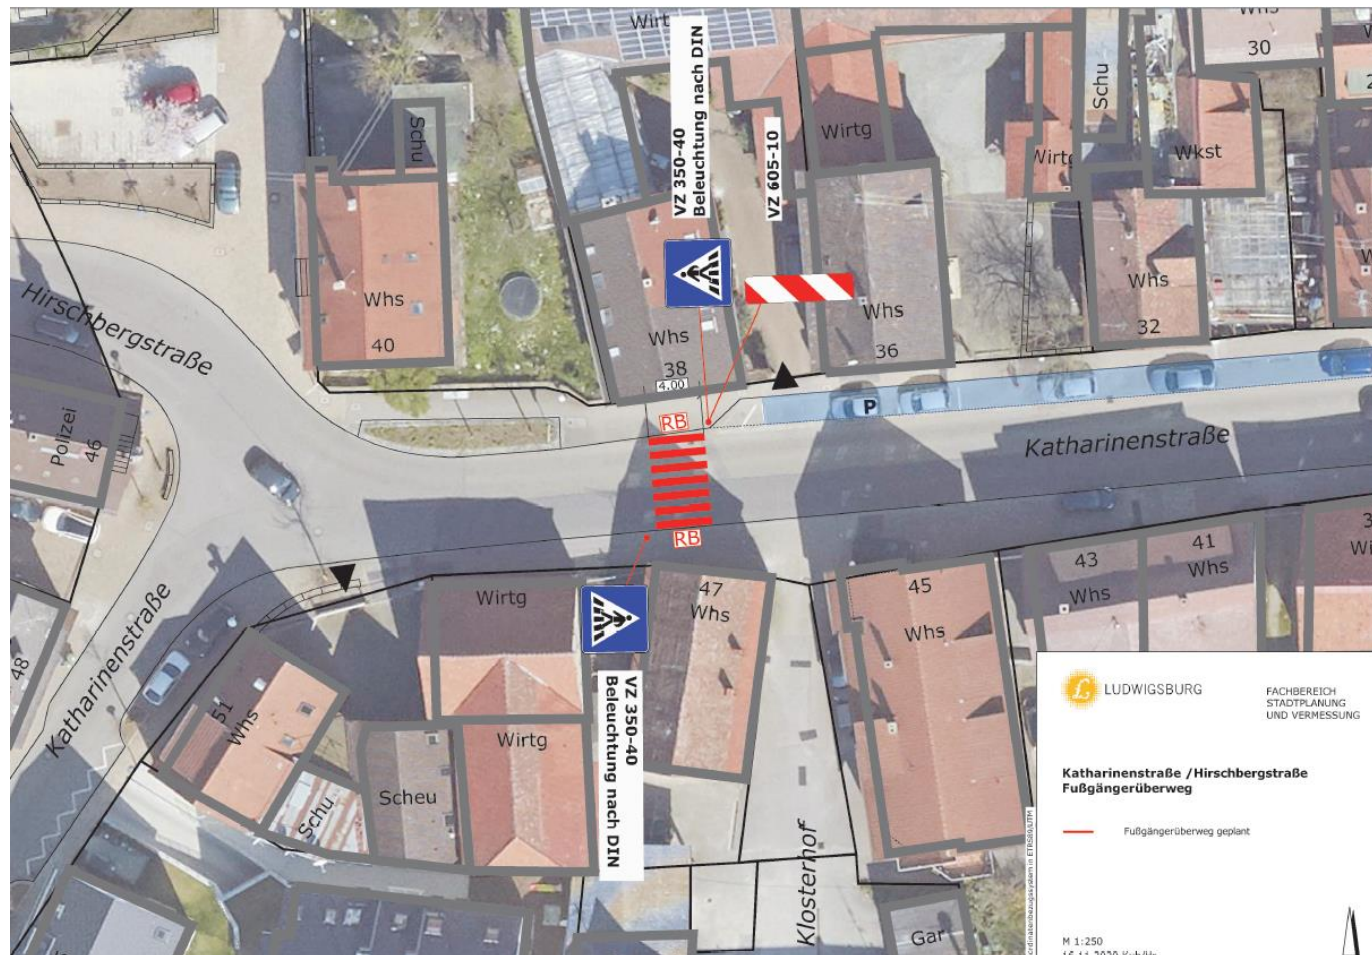 Wirt
VZ 350-40
Beleuchtung nach DIN
VZ 605-10
Whs
30
Schu
Schu
Wirtg
Wkst
Whs
40
Whs
38
4.00
Whs
36
Whs
32
Hirschbergstraße
Polizei
46
P
Katharinenstraße
RB
RB
Katharinenstraße
48
Wirtg
47
Whs
45
Whs
43
Whs
41
Whs
51
Whs
Wirtg
Scheu
Schu
VZ 350-40
Beleuchtung nach DIN
Klosterhof
Gar
LUDWIGSBURG
FACHBEREICH
STADTPLANUNG
UND VERMESSUNG
Katharinenstraße /Hirschbergstraße
Fußgängerüberweg
Fußgängerüberweg geplant
M 1:250